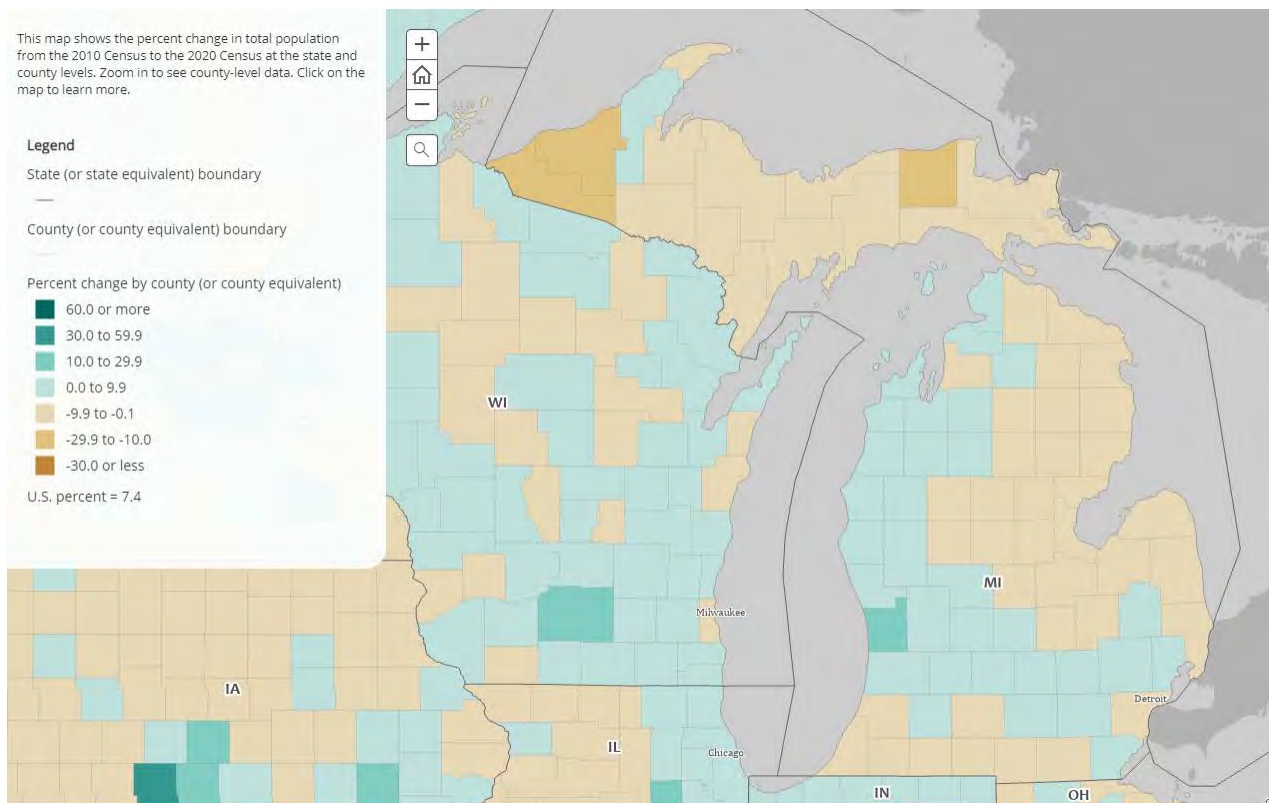 This map shows the percent change in total population
from the 2010 Census to the 2020 Census at the state and
county levels. Zoom in to see county-level data. Click on the
map to learn more.
Legend
State (or state equivalent) boundary
County (or county equivalent) boundary
Percent change by county (or county equivalent)
60.0 or more
30.0 to 59.9
10.0 to 29.9
0.0 to 9.9
-9.9 to -0.1
-29.9 to -10.0
-30.0 or less
U.S. percent = 7.4
+
−
WI
MI
Milwaukee
IA
Detroit
IL
Chicago
IN
OH